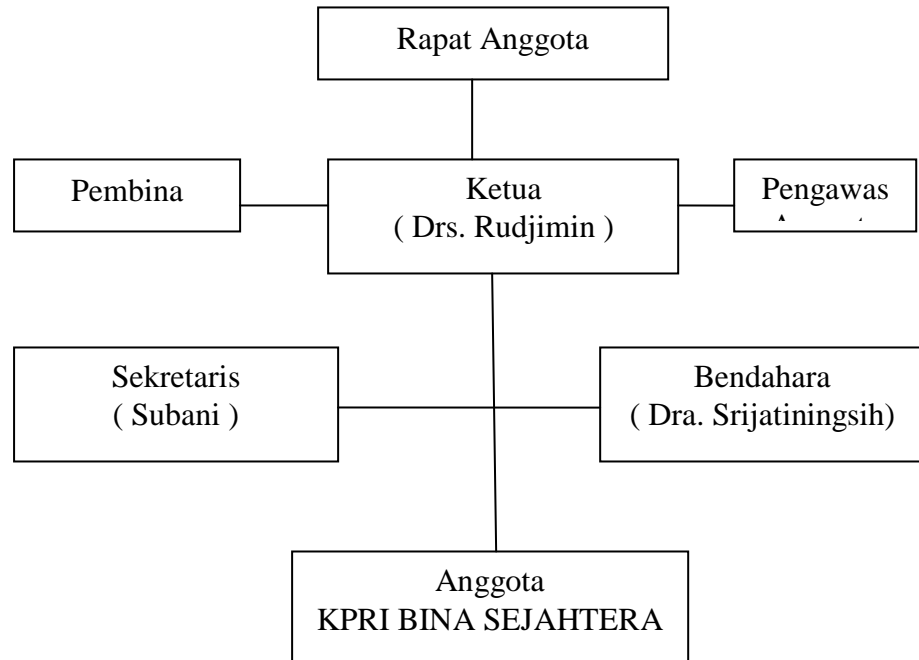 Rapat Anggota
Pembina
Ketua
( Drs. Rudjimin )
Pengawas
Sekretaris
( Subani )
Bendahara
( Dra. Srijatiningsih)
Anggota
KPRI BINA SEJAHTERA